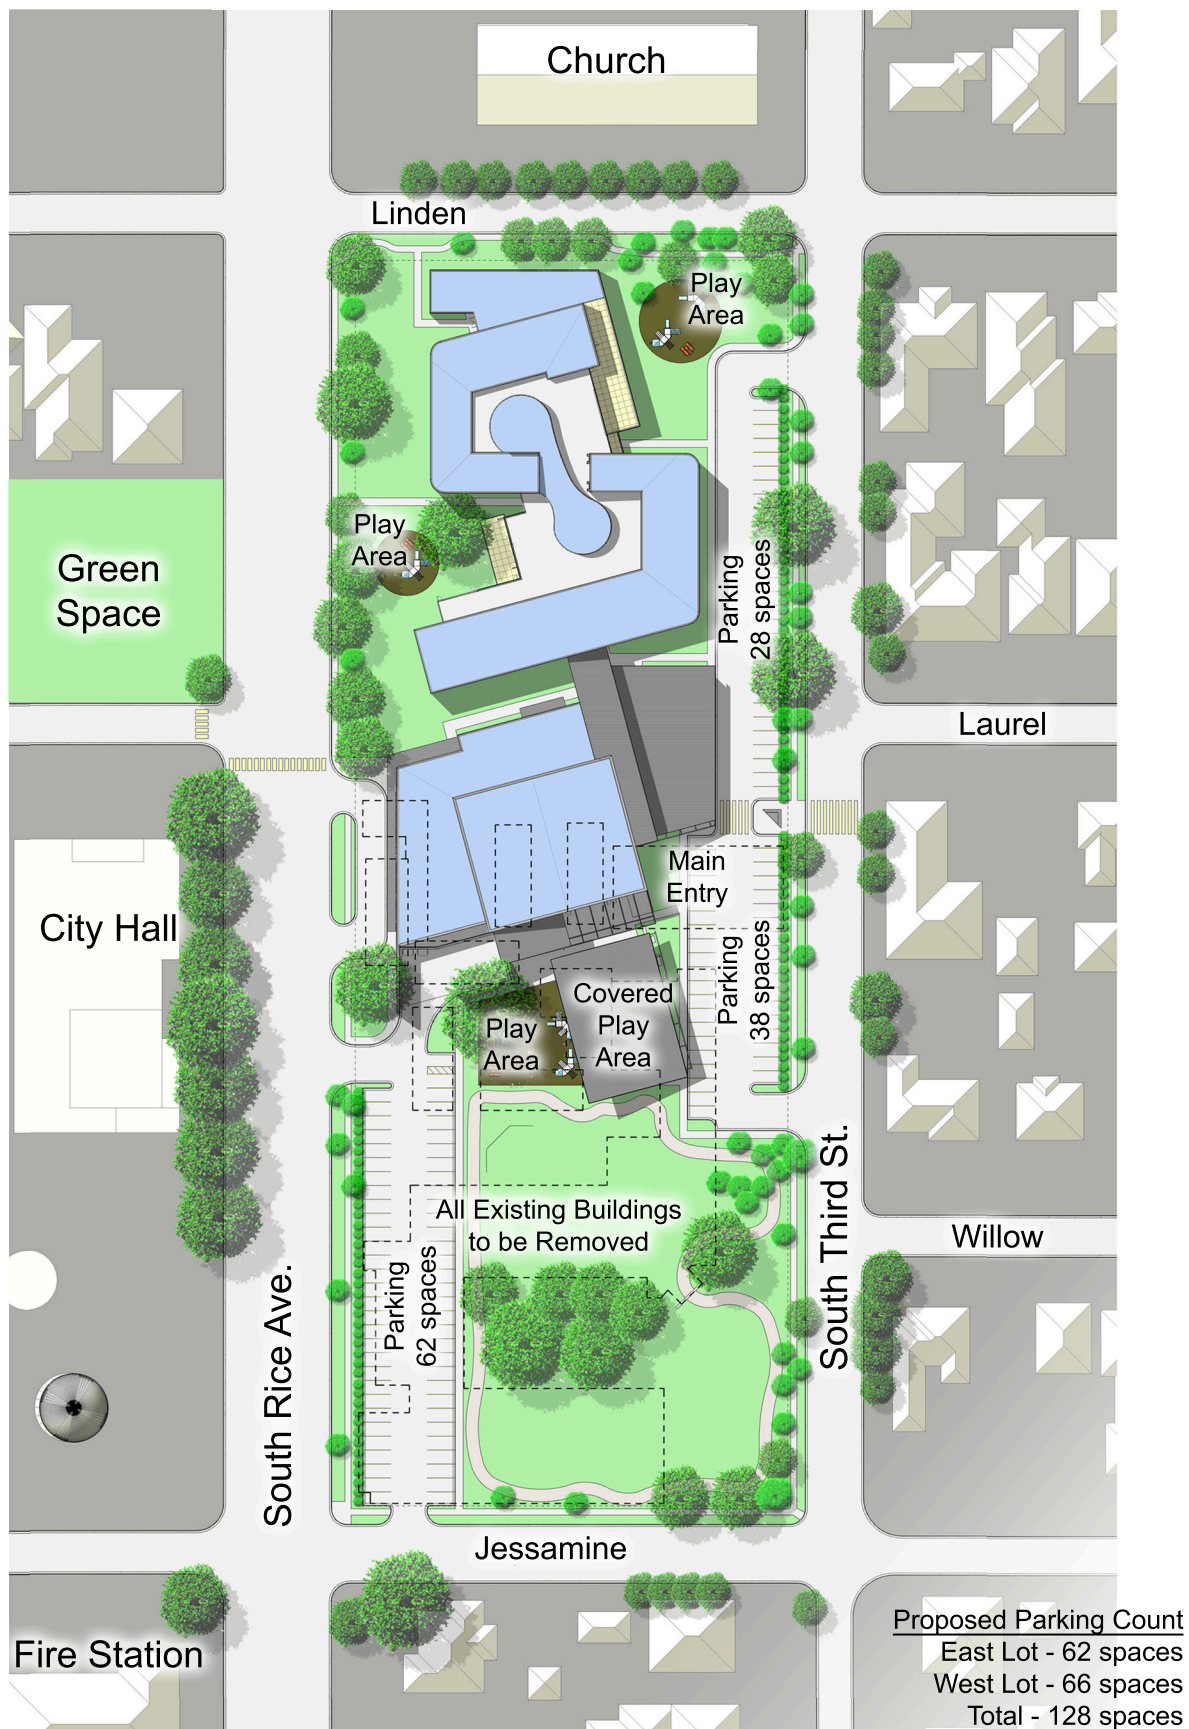 Church
Linden
Play
Area
Play
Area
Green
Space
Parking
28 spaces
Laurel
Main
Entry
City Hall
Parking
38 spaces
Covered
Play
Area
Play
Area
All Existing Buildings
to be Removed
Willow
South Third St.
Parking
62 spaces
South Rice Ave.
Jessamine
Fire Station
Proposed Parking Count
East Lot - 62 spaces
West Lot - 66 spaces
Total - 128 spaces